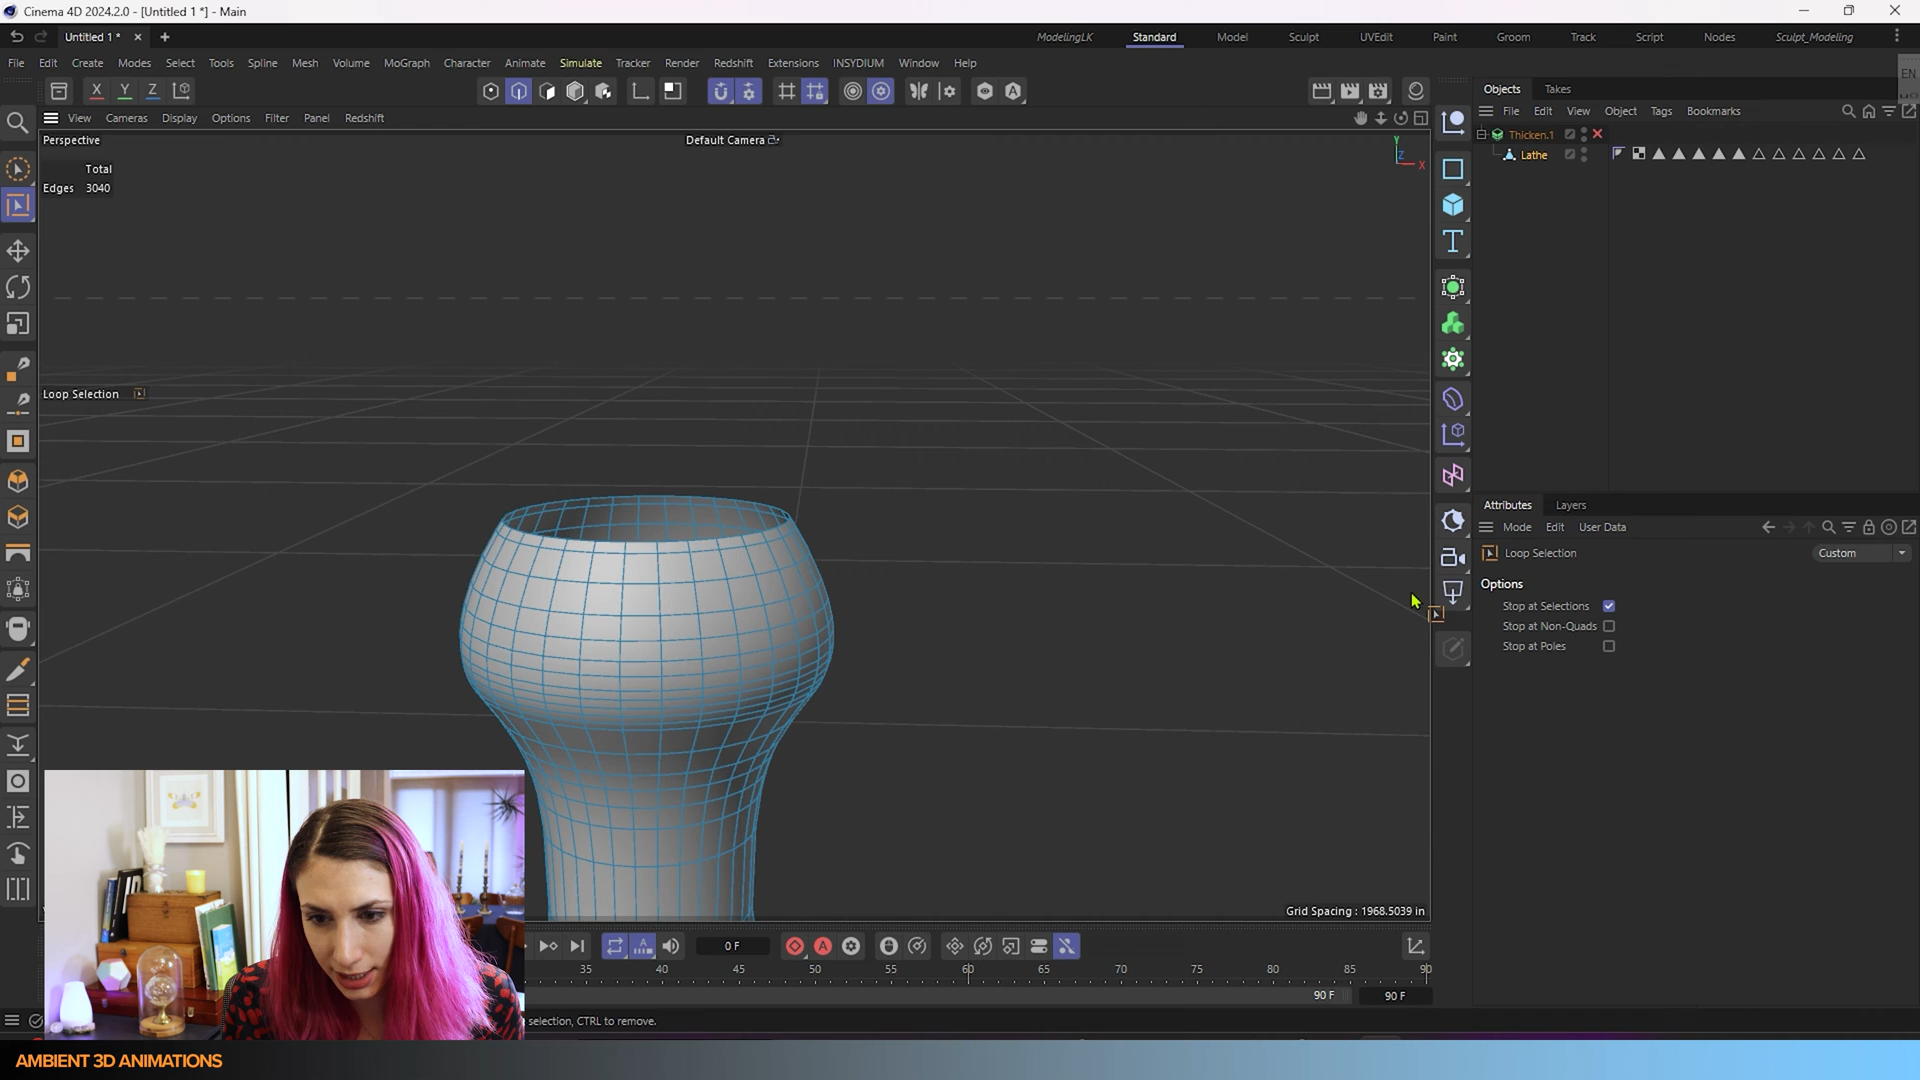 Cinema 4D 2024.2.0 - [Untitled 1 *] - Main
Untitled 1 *
ModelingLK Standard Model Sculpt UVEdit Paint Groom Track Script Nodes Sculpt_Modeling
File Edit Create Modes Select Tools Spline Mesh Volume MoGraph Character Animate Simulate Tracker Render Redshift Extensions INSYDIUM Window Help
EN
X Y Z
Objects Takes
View Cameras Display Options Filter Panel Redshift
File Edit View Object Tags Bookmarks
Perspective
Default Camera
Y
Z
X
Thicken.1
Lathe
Total
Edges 3040
Loop Selection
Attributes Layers
Mode Edit User Data
Loop Selection
Custom
Options
Stop at Selections
Stop at Non-Quads
Stop at Poles
Grid Spacing : 1968.5039 in
0 F
35 40 45 50 55 60 65 70 75 80 85 90
90 F
90 F
selection, CTRL to remove.
AMBIENT 3D ANIMATIONS